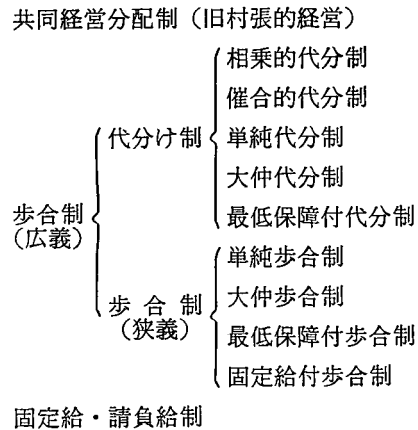 共同経営分配制（旧村張的経営）
相乗的代分制
催合的代分制
代分け制
単純代分制
大仲代分制
最低保障付代分制
歩合制
(広義)
単純歩合制
大仲歩合制
歩合制
(狭義)
最低保障付歩合制
固定給付歩合制
固定給・請負給制